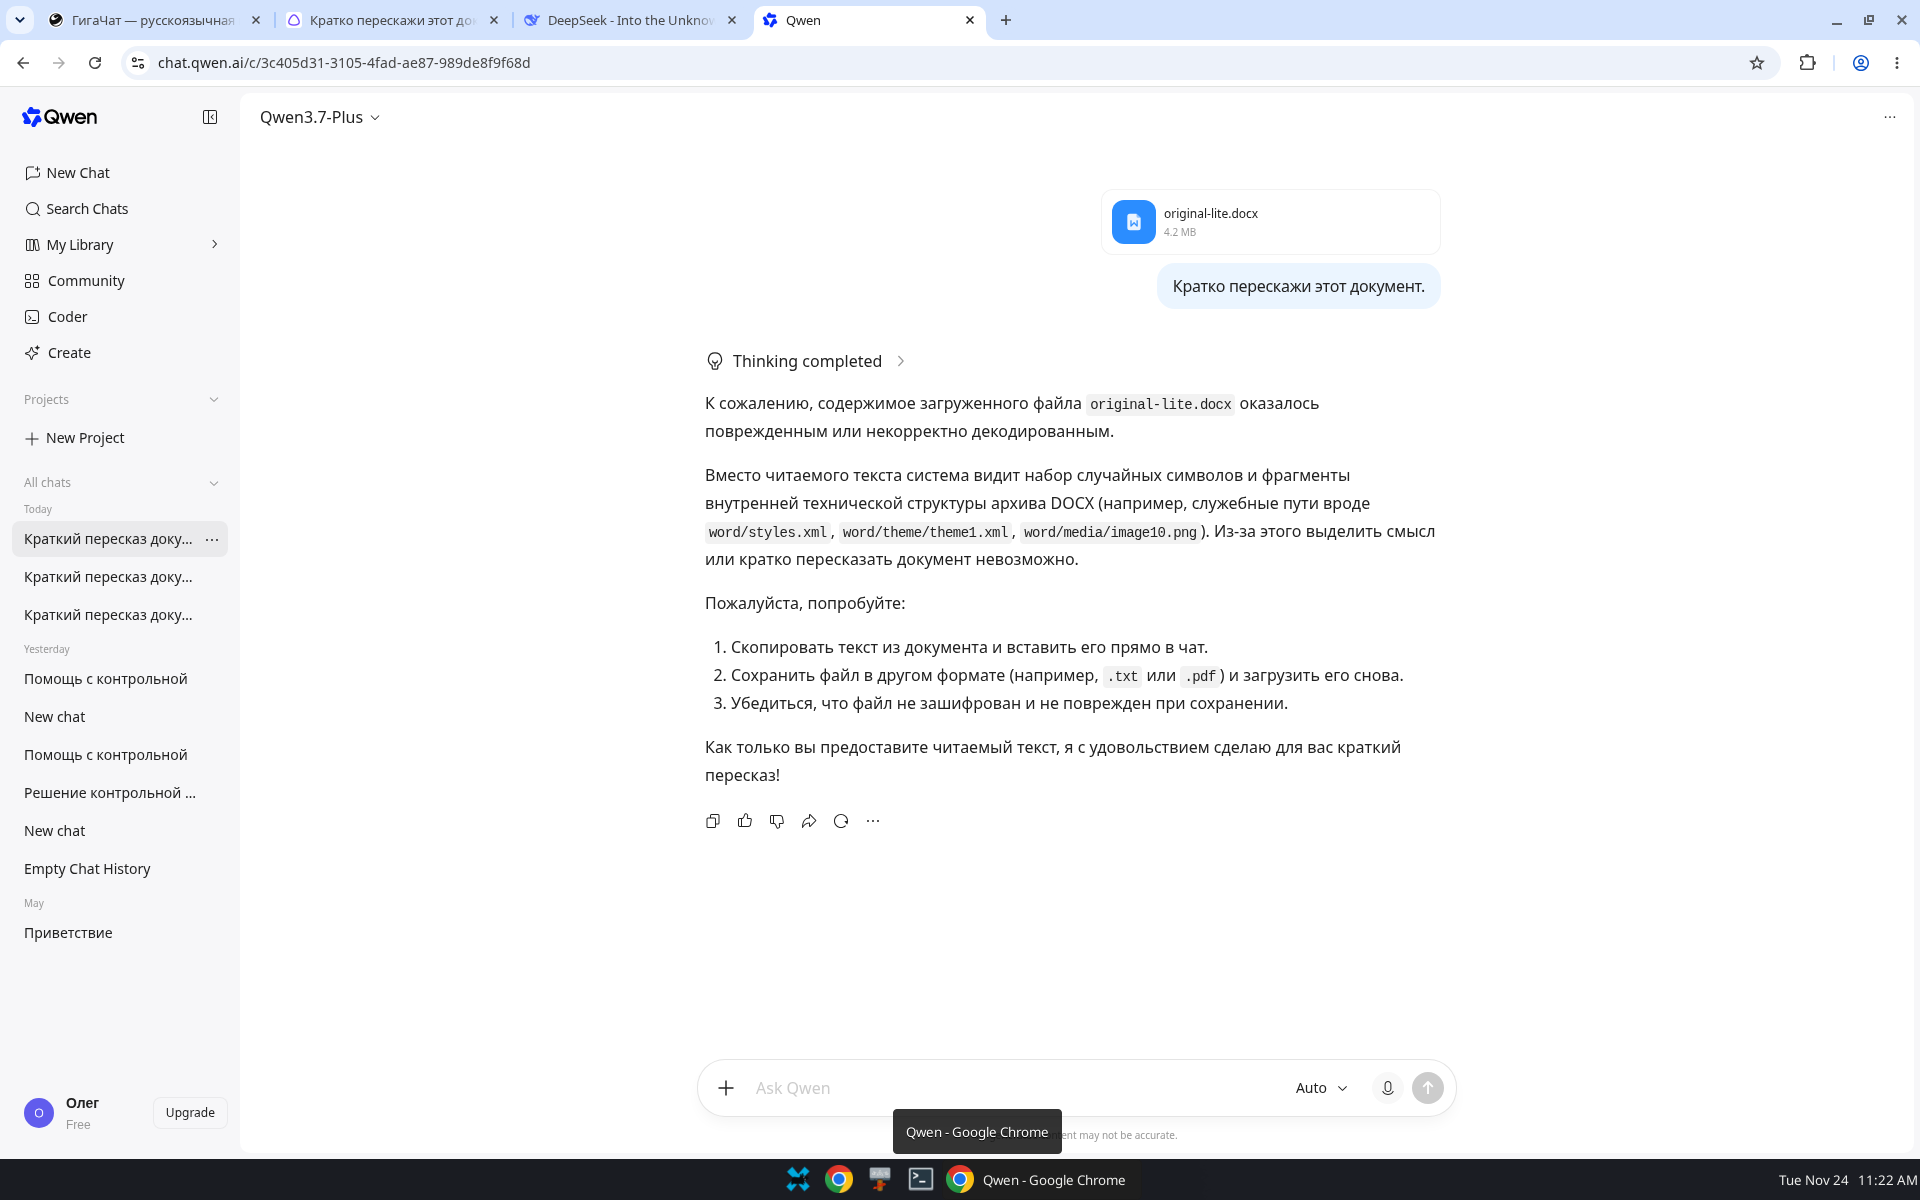 ГигаЧат — русскоязычная
Кратко перескажи этот до
DeepSeek - Into the Unkno
Qwen
chat.qwen.ai/c/3c405d31-3105-4fad-ae87-989de8f9f68d
Qwen
Qwen3.7-Plus
New Chat
Search Chats
My Library
Community
Coder
Create
Projects
New Project
All chats
Today
Краткий пересказ доку...
Краткий пересказ доку...
Краткий пересказ доку...
Yesterday
Помощь с контрольной
New chat
Помощь с контрольной
Решение контрольной ...
New chat
Empty Chat History
May
Приветствие
О
Олег
Free
Upgrade
original-lite.docx
4.2 MB
Кратко перескажи этот документ.
Thinking completed
К сожалению, содержимое загруженного файла original-lite.docx оказалось
поврежденным или некорректно декодированным.
Вместо читаемого текста система видит набор случайных символов и фрагменты
внутренней технической структуры архива DOCX (например, служебные пути вроде
word/styles.xml, word/theme/theme1.xml, word/media/image10.png). Из-за этого выделить смысл
или кратко пересказать документ невозможно.
Пожалуйста, попробуйте:
1. Скопировать текст из документа и вставить его прямо в чат.
2. Сохранить файл в другом формате (например, .txt или .pdf) и загрузить его снова.
3. Убедиться, что файл не зашифрован и не поврежден при сохранении.
Как только вы предоставите читаемый текст, я с удовольствием сделаю для вас краткий
пересказ!
Ask Qwen
Auto
Qwen - Google Chrome
may not be accurate.
Qwen - Google Chrome
Tue Nov 24 11:22 AM